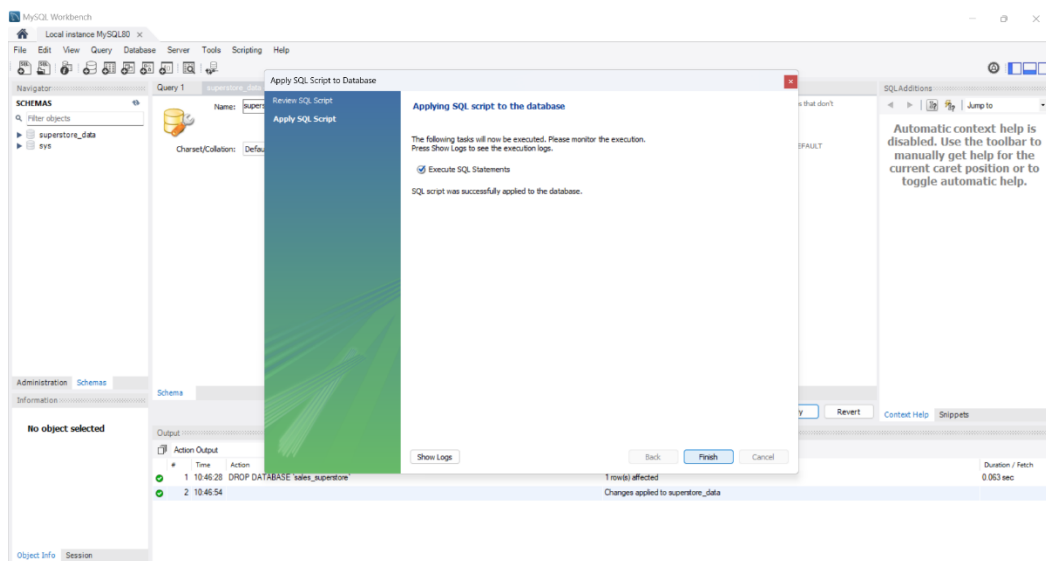 MySQL Workbench
Local instance MySQL80 ×
File Edit View Query Database Server Tools Scripting Help
Navigator
SCHEMAS
Filter objects
superstore_data
sys
Administration Schemas
Information
No object selected
Object Info Session
Query 1 superstore_data
Name: supers
Charset/Collation: Defau
s that don't
EFAULT
Schema
y Revert
Apply SQL Script to Database
Review SQL Script
Apply SQL Script
Applying SQL script to the database
The following tasks will now be executed. Please monitor the execution.
Press Show Logs to see the execution logs.
Execute SQL Statements
SQL script was successfully applied to the database.
Show Logs Back Finish Cancel
Output
Action Output
# Time Action Duration / Fetch
1 10:46:28 DROP DATABASE `sales_superstore` 1 row(s) affected 0.063 sec
2 10:46:54 Changes applied to superstore_data
SQLAdditions
Jump to
Automatic context help is
disabled. Use the toolbar to
manually get help for the
current caret position or to
toggle automatic help.
Context Help Snippets